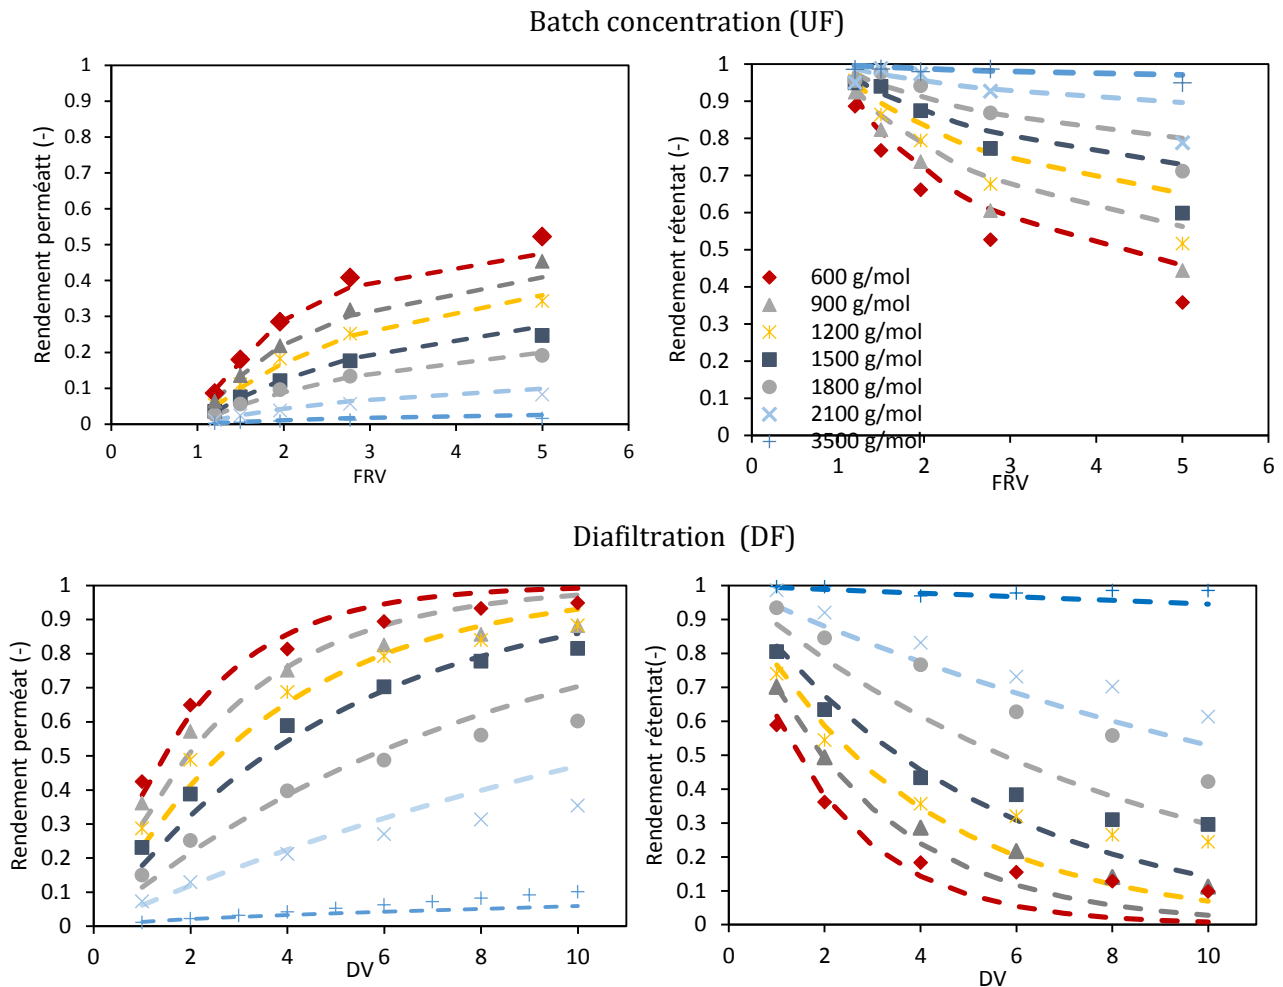 Batch concentration (UF)
Rendement perméatt (-)
1
0.9
0.8
0.7
0.6
0.5
0.4
0.3
0.2
0.1
0
0 1 2 3 4 5 6
FRV
Rendement rétentat (-)
1
0.9
0.8
0.7
0.6
0.5
0.4
0.3
0.2
0.1
0
600 g/mol
900 g/mol
1200 g/mol
1500 g/mol
1800 g/mol
2100 g/mol
3500 g/mol
0 1 2 3 4 5 6
FRV
Diafiltration (DF)
Rendement perméat (-)
1
0.9
0.8
0.7
0.6
0.5
0.4
0.3
0.2
0.1
0
0 2 4 6 8 10
DV
Rendement rétentat(-)
1
0.9
0.8
0.7
0.6
0.5
0.4
0.3
0.2
0.1
0
0 2 4 6 8 10
DV